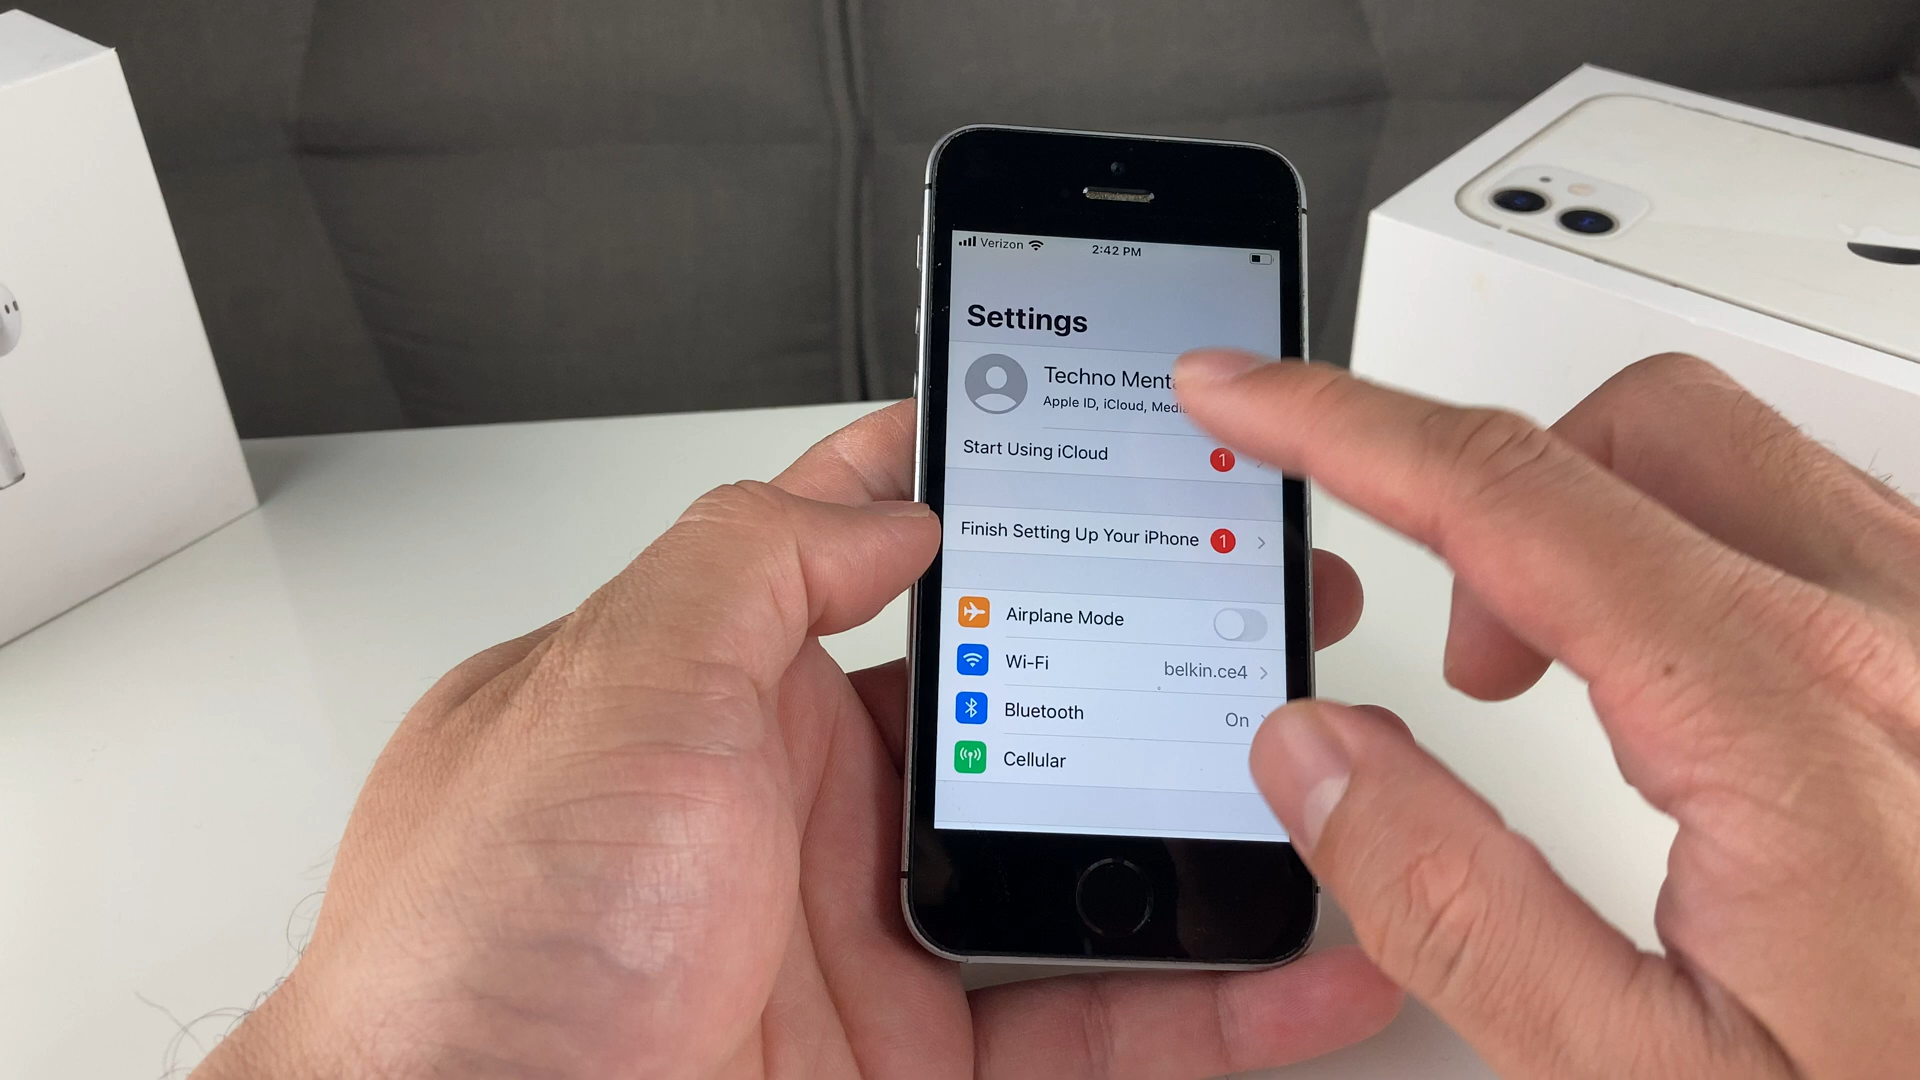 Verizon
2:42 PM
Settings
Techno
Apple ID, iCloud,
Start Using iCloud
1
Finish Setting Up Your iPhone
1
Airplane Mode
Wi-Fi
belkin.ce4
Bluetooth
On
Cellular